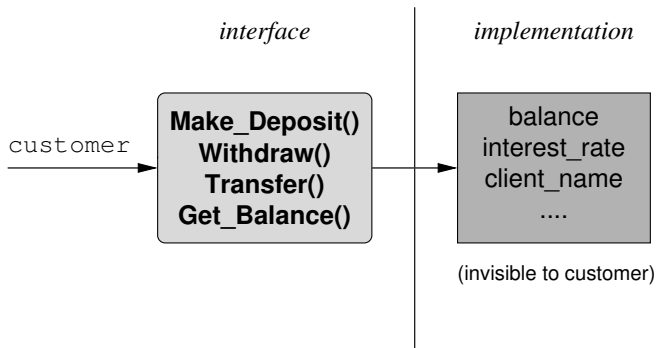 interface
implementation
customer
Make_Deposit()
Withdraw()
Transfer()
Get_Balance()
balance
interest_rate
client_name
....
(invisible to customer)